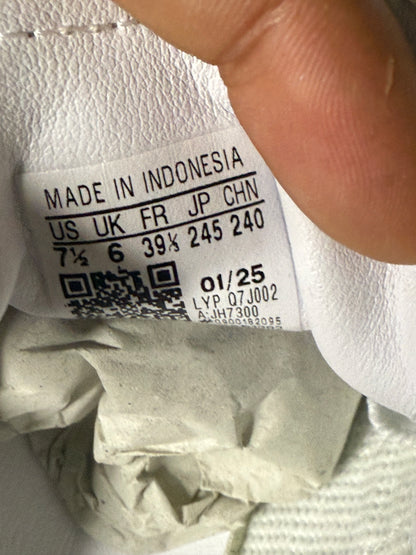 MADE IN INDONESIA
US UK FR JP CHN
7½ 6 39⅓ 245 240
01/25
LYP Q7J002
A:JH7300